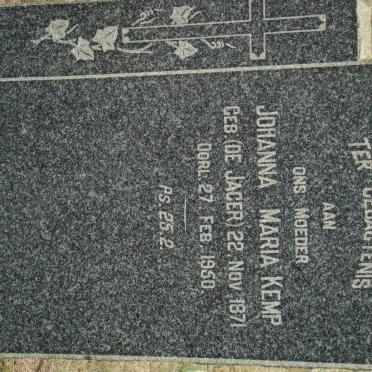 TER GEDAGTENIS
AAN
ONS MOEDER
JOHANNA MARIA KEMP
GEB. (DE JAGER) 22 NOV. 1871
OORL. 27 FEB. 1950
PS. 25.2.